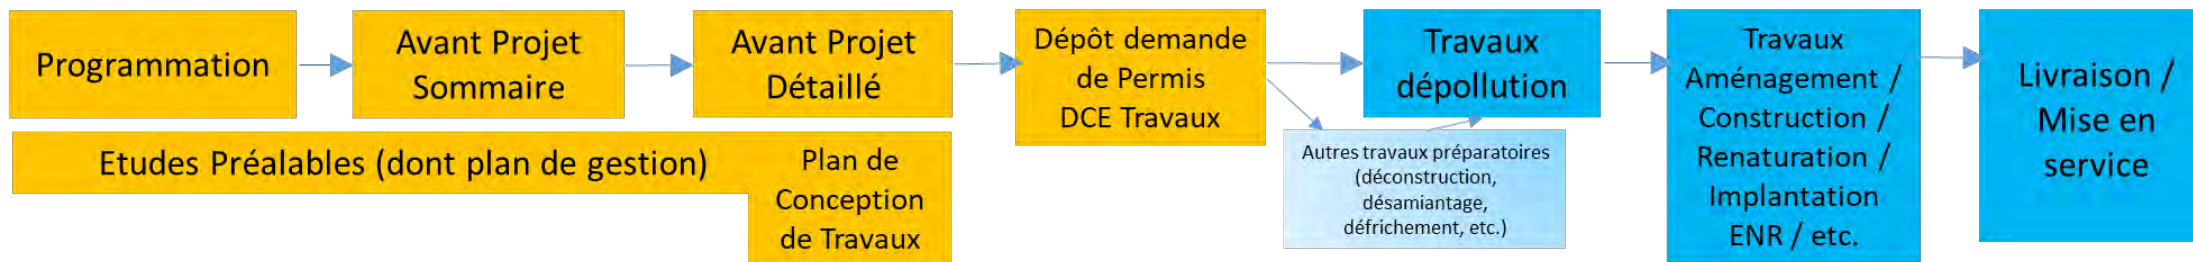 Programmation
Avant Projet
Sommaire
Avant Projet
Détaillé
Dépôt demande
de Permis
DCE Travaux
Travaux
dépollution
Travaux
Aménagement /
Construction /
Renaturation /
Implantation
ENR / etc.
Livraison /
Mise en
service
Etudes Préalables (dont plan de gestion)
Plan de
Conception
de Travaux
Autres travaux préparatoires
(déconstruction,
désamiantage,
défrichement, etc.)